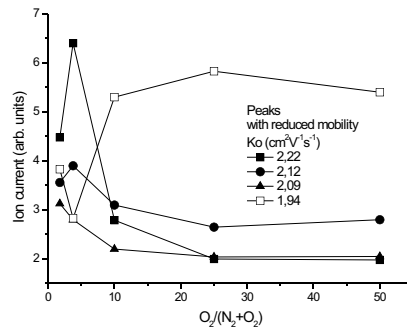 7
6
5
4
3
2
Ion current (arb. units)
Peaks
with reduced mobility
Ko (cm²V⁻¹s⁻¹)
2,22
2,12
2,09
1,94
0 10 20 30 40 50
O₂/(N₂+O₂)